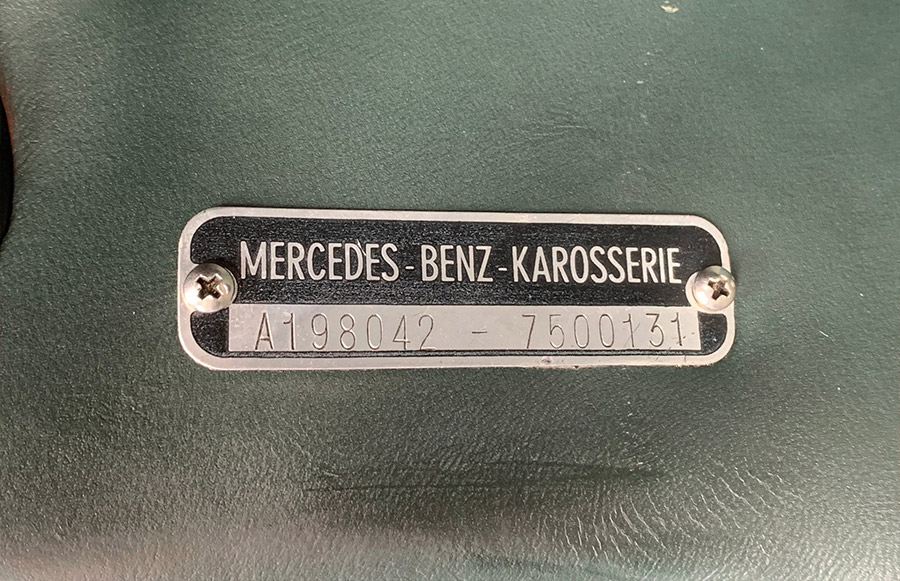 MERCEDES-BENZ-KAROSSERIE
A198042 - 7500131